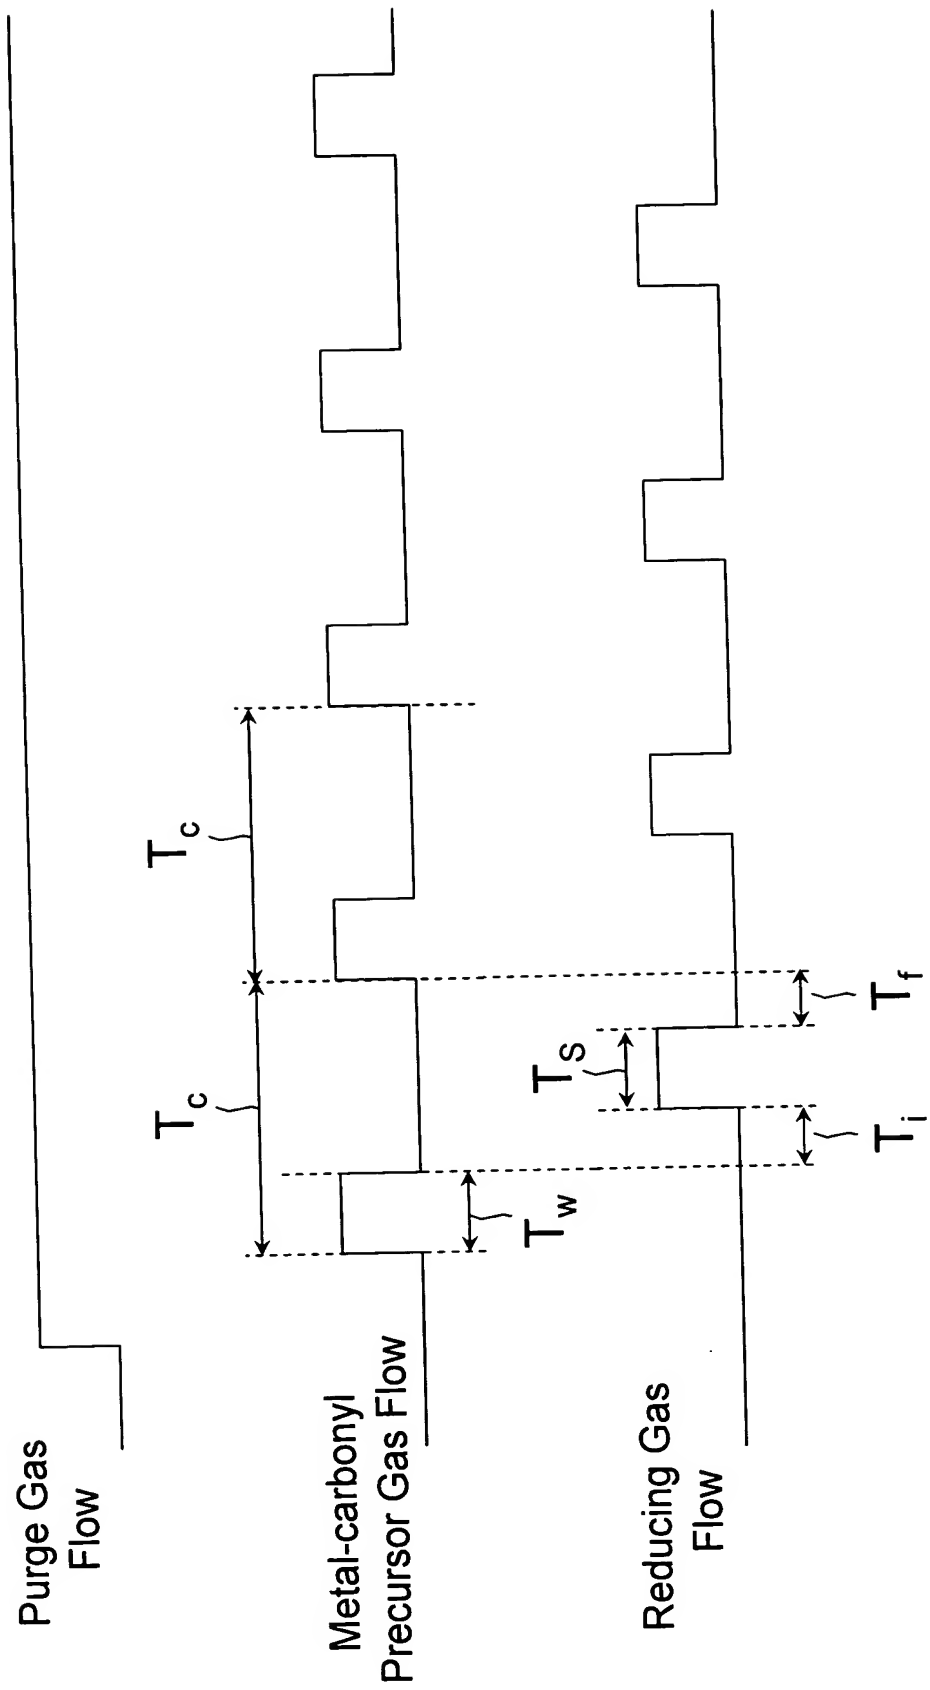 Purge Gas
Flow
Metal-carbonyl
Precursor Gas Flow
Reducing Gas
Flow
Tc
Tc
Tw
Ts
Ti
Tf